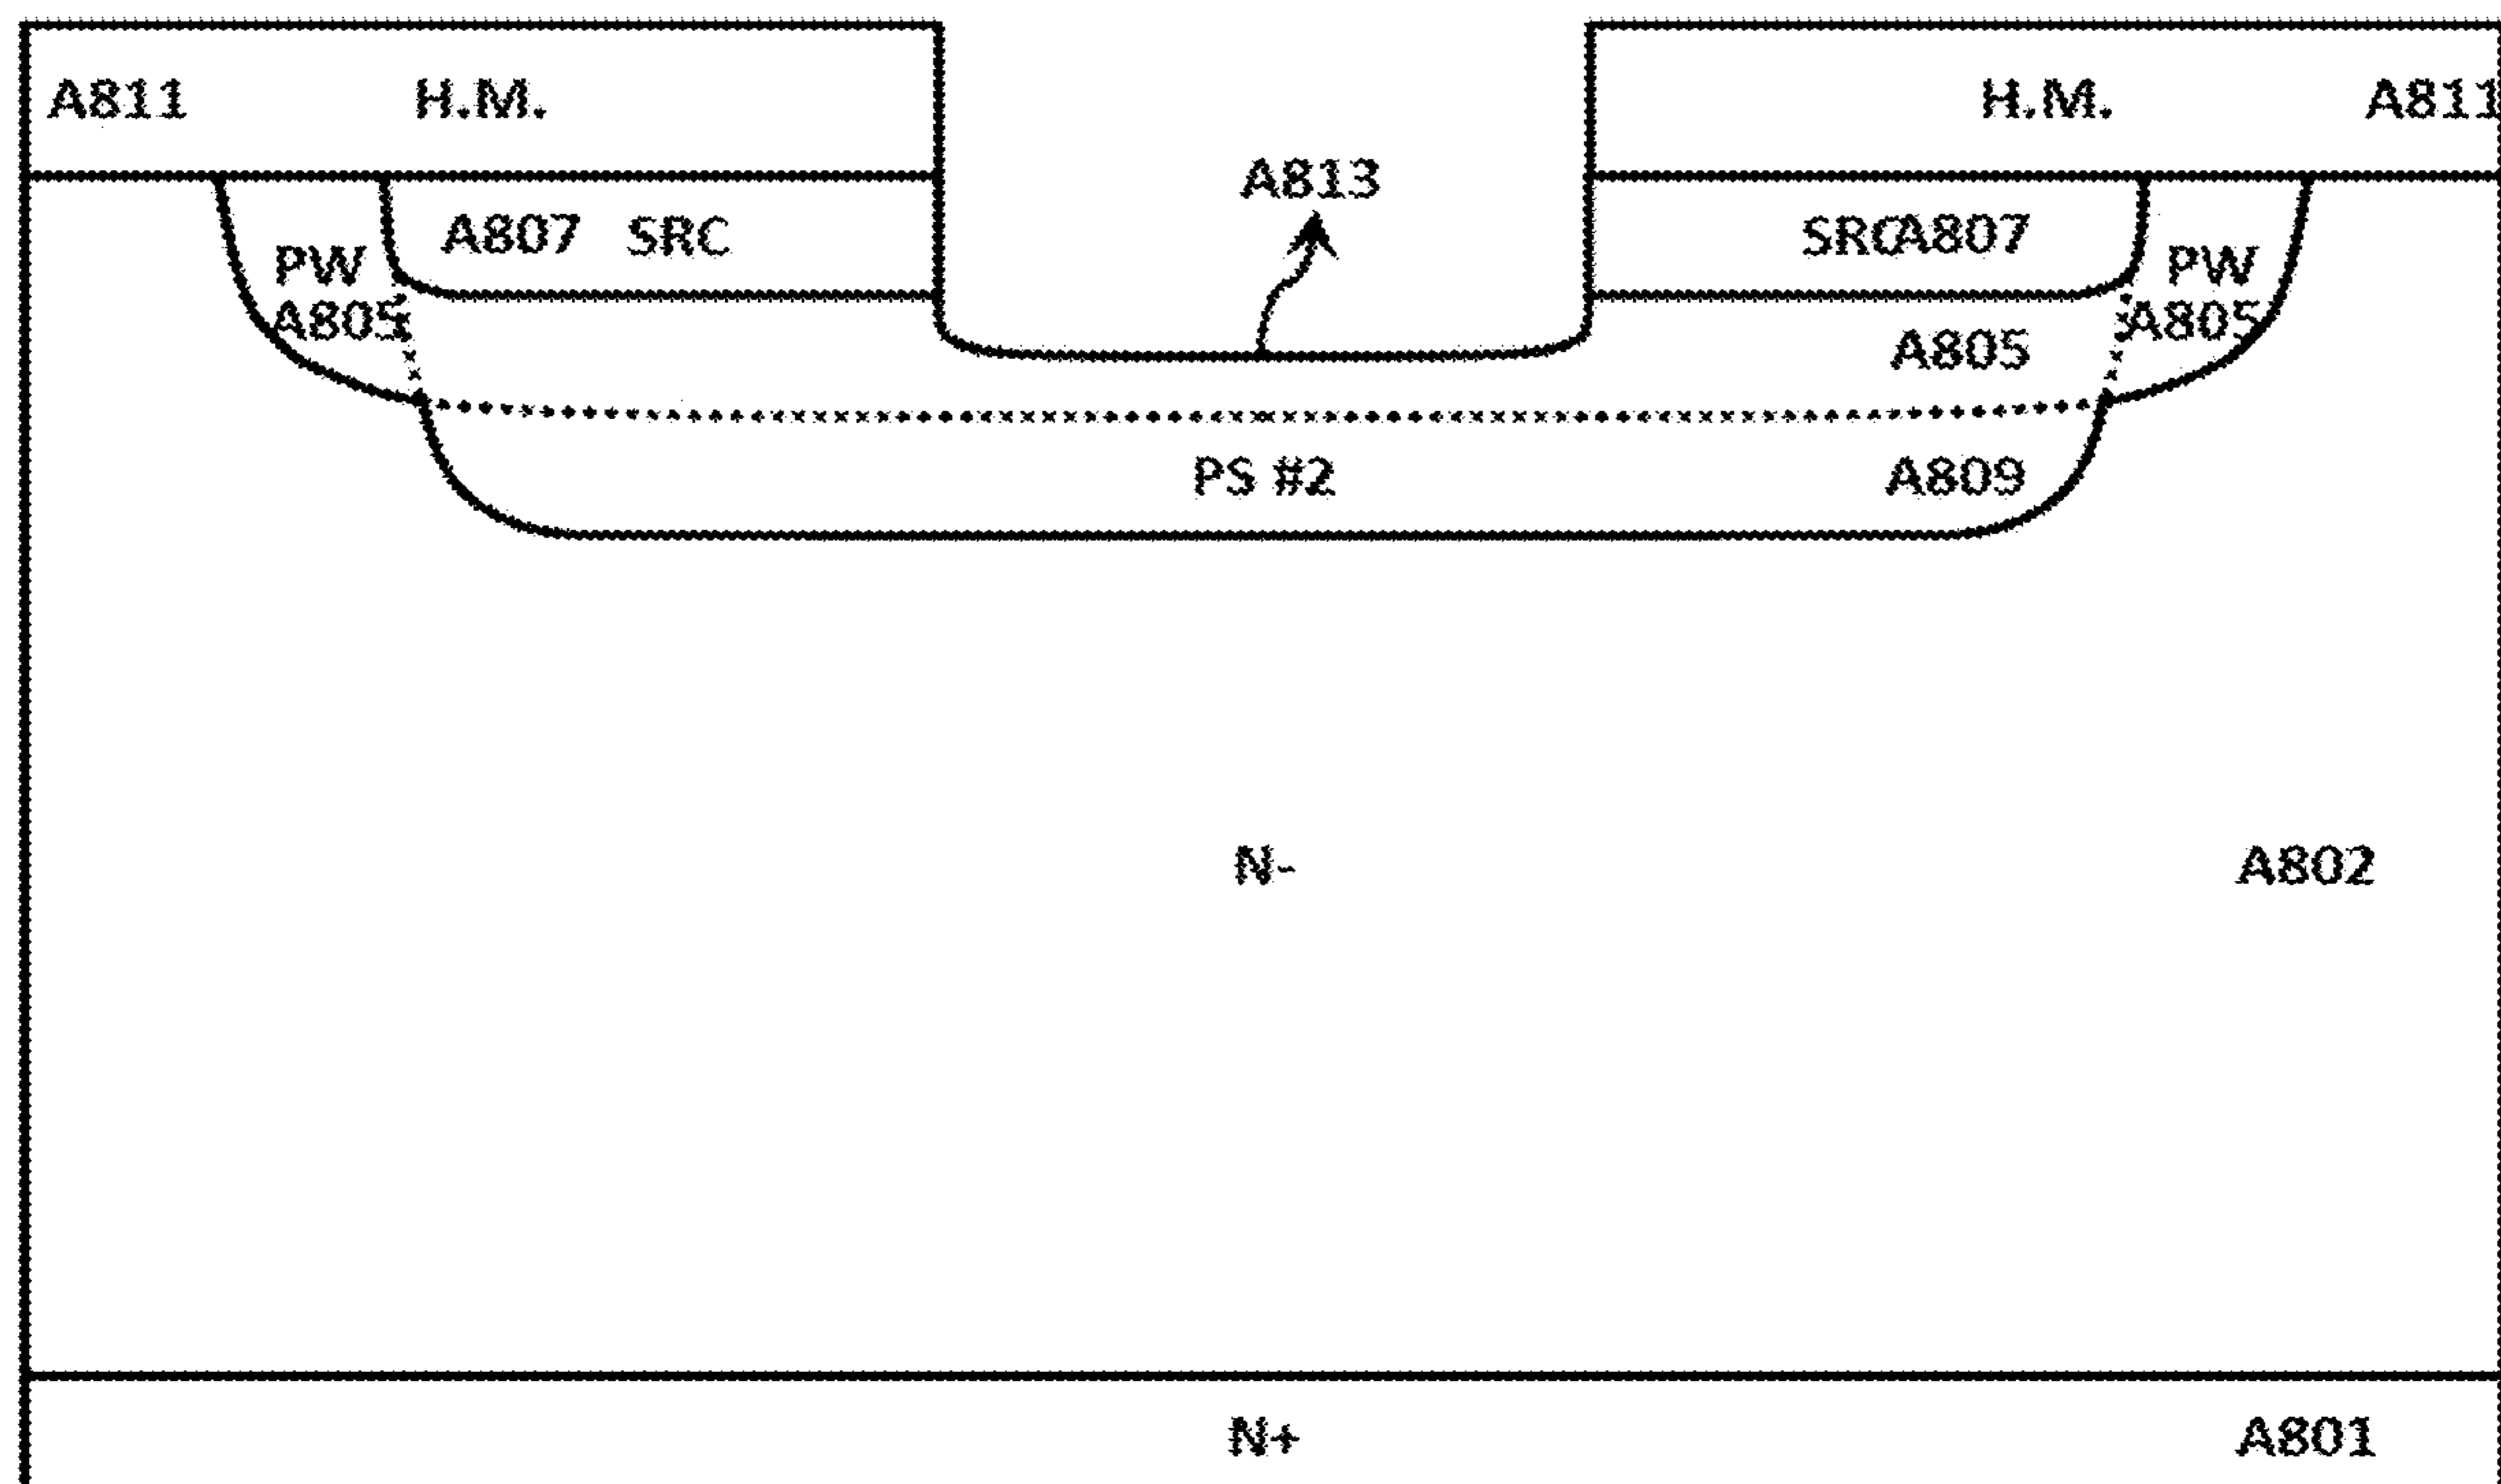 A811 H.M. H.M. A811
A813
A807 SRC SRCA807
PW PW
A805 A805
A805
PS #2 A809
N- A802
N+ A801